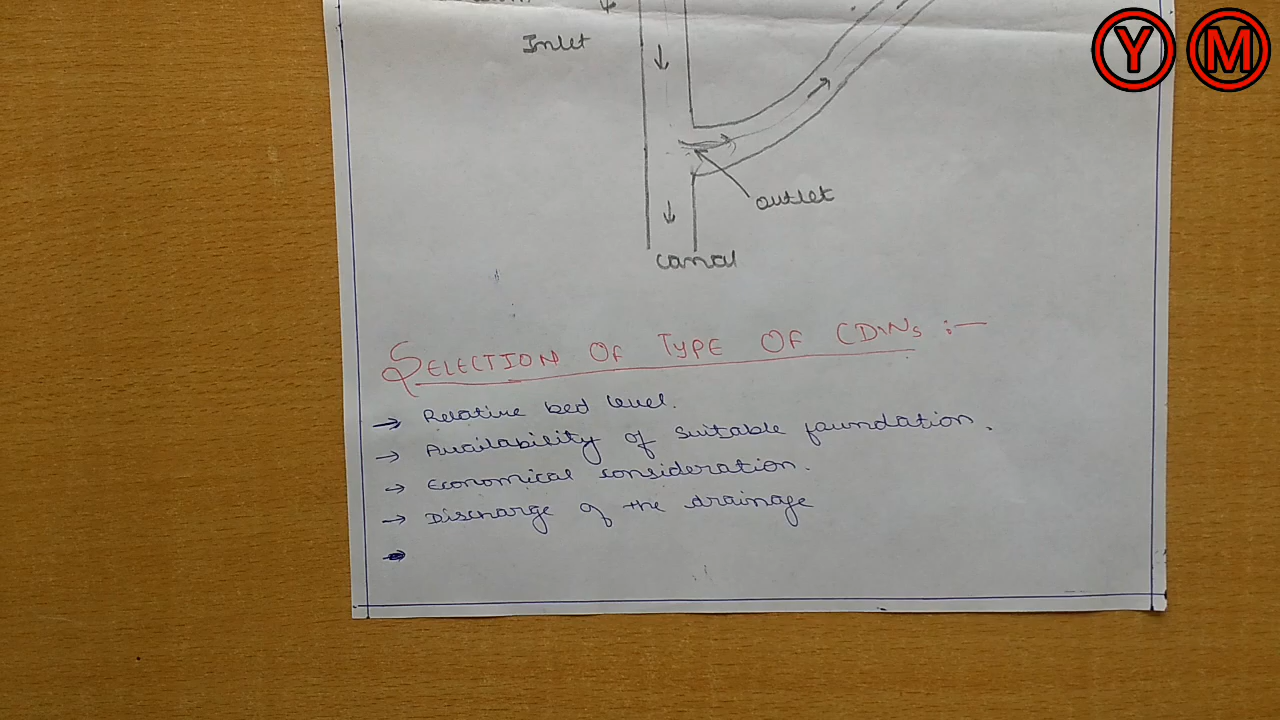 Y M
Inlet
outlet
canal
SELECTION OF TYPE OF CDWs :-
→ Relative bed level.
→ Availability of suitable foundation.
→ Economical consideration.
→ Discharge of the drainage
→